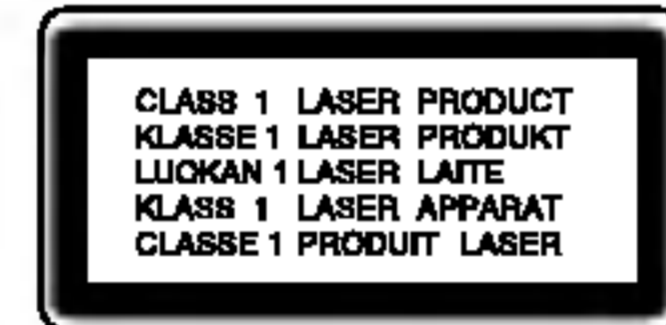 CLASS 1 LASER PRODUCT
KLASSE 1 LASER PRODUKT
LUOKAN 1 LASER LAITE
KLASS 1 LASER APPARAT
CLASSE 1 PRODUIT LASER